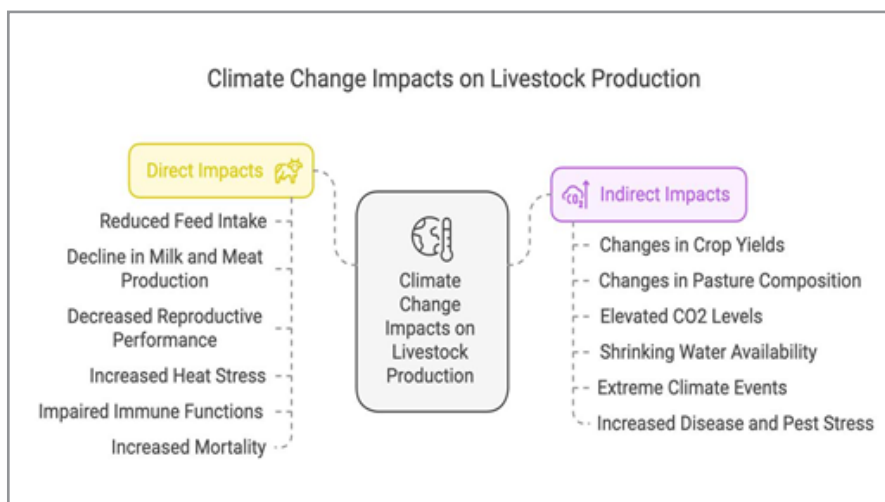 Climate Change Impacts on Livestock Production
Direct Impacts
Reduced Feed Intake
Decline in Milk and Meat
Production
Decreased Reproductive
Performance
Increased Heat Stress
Impaired Immune Functions
Increased Mortality
Climate
Change
Impacts on
Livestock
Production
CO2
Indirect Impacts
Changes in Crop Yields
Changes in Pasture Composition
Elevated CO2 Levels
Shrinking Water Availability
Extreme Climate Events
Increased Disease and Pest Stress